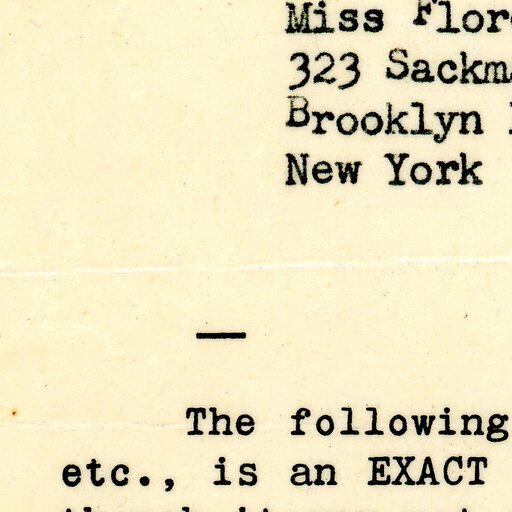 Miss Flor
323 Sackm
Brooklyn
New York
—
The following
etc., is an EXACT